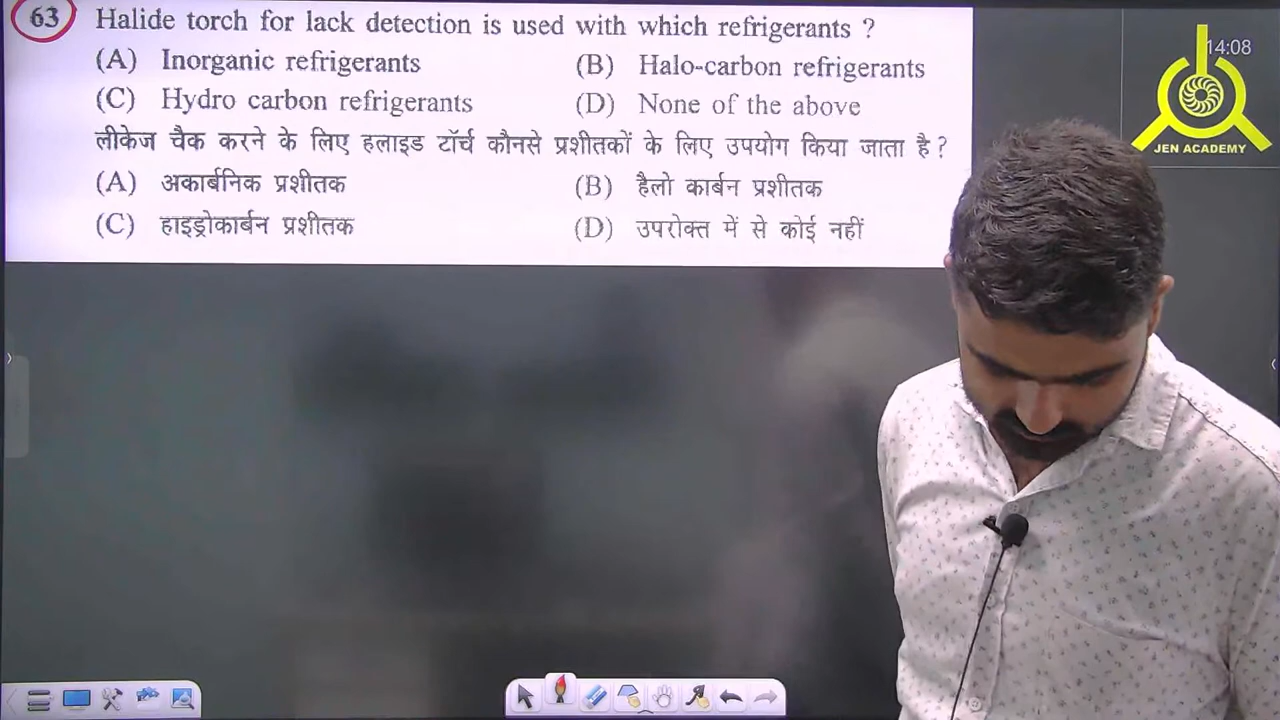 63 Halide torch for lack detection is used with which refrigerants ?
(A) Inorganic refrigerants (B) Halo-carbon refrigerants
(C) Hydro carbon refrigerants (D) None of the above
लीकेज चैक करने के लिए हलाइड टॉर्च कौनसे प्रशीतकों के लिए उपयोग किया जाता है ?
(A) अकार्बनिक प्रशीतक (B) हैलो कार्बन प्रशीतक
(C) हाइड्रोकार्बन प्रशीतक (D) उपरोक्त में से कोई नहीं
14:08
JEN ACADEMY